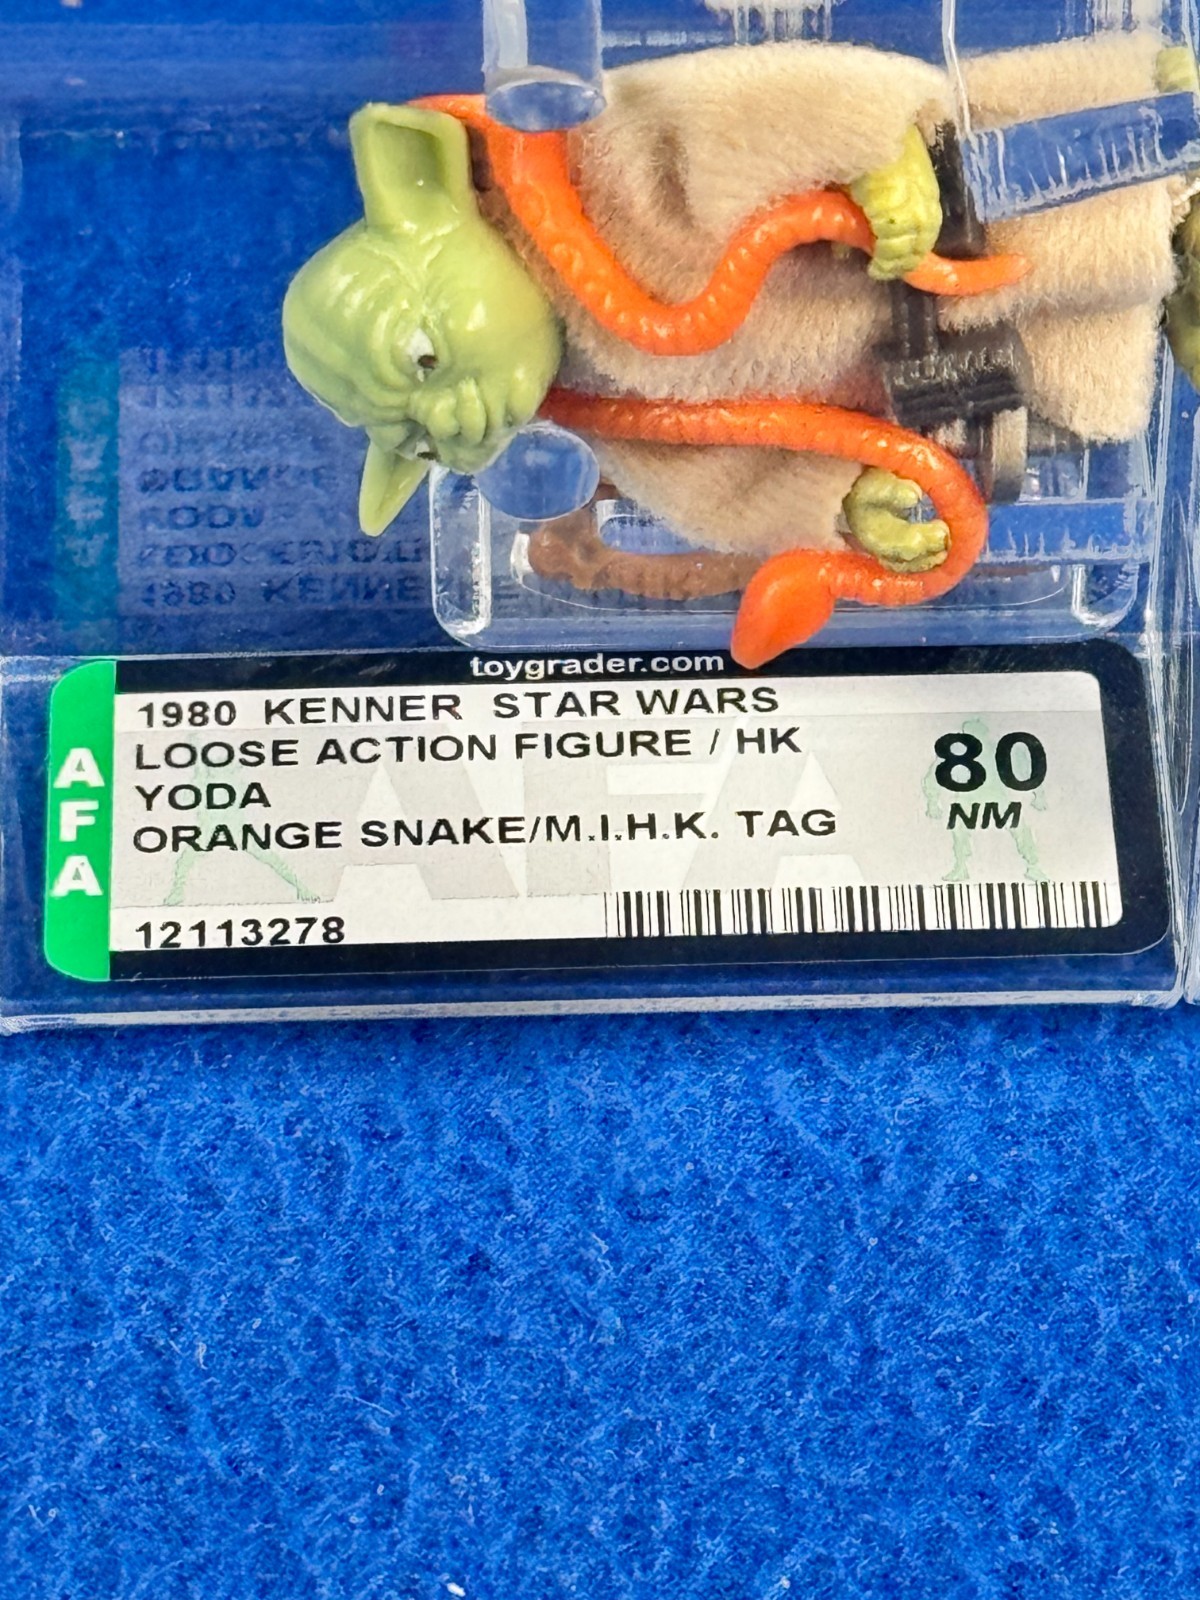 toygrader.com
1980 KENNER STAR WARS
LOOSE ACTION FIGURE / HK
YODA
ORANGE SNAKE/M.I.H.K. TAG
80
NM
AFA
12113278